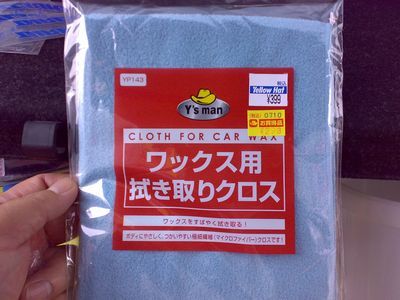 YP143
Y's man
税込
Yellow Hat
¥399
(税込) 0710
お買得品
CLOTH FOR CAR WAX
ワックス用
拭き取りクロス
ワックスをすばやく拭き取る!
ボディにやさしく、つかいやすい極細繊維(マイクロファイバー)クロスです!